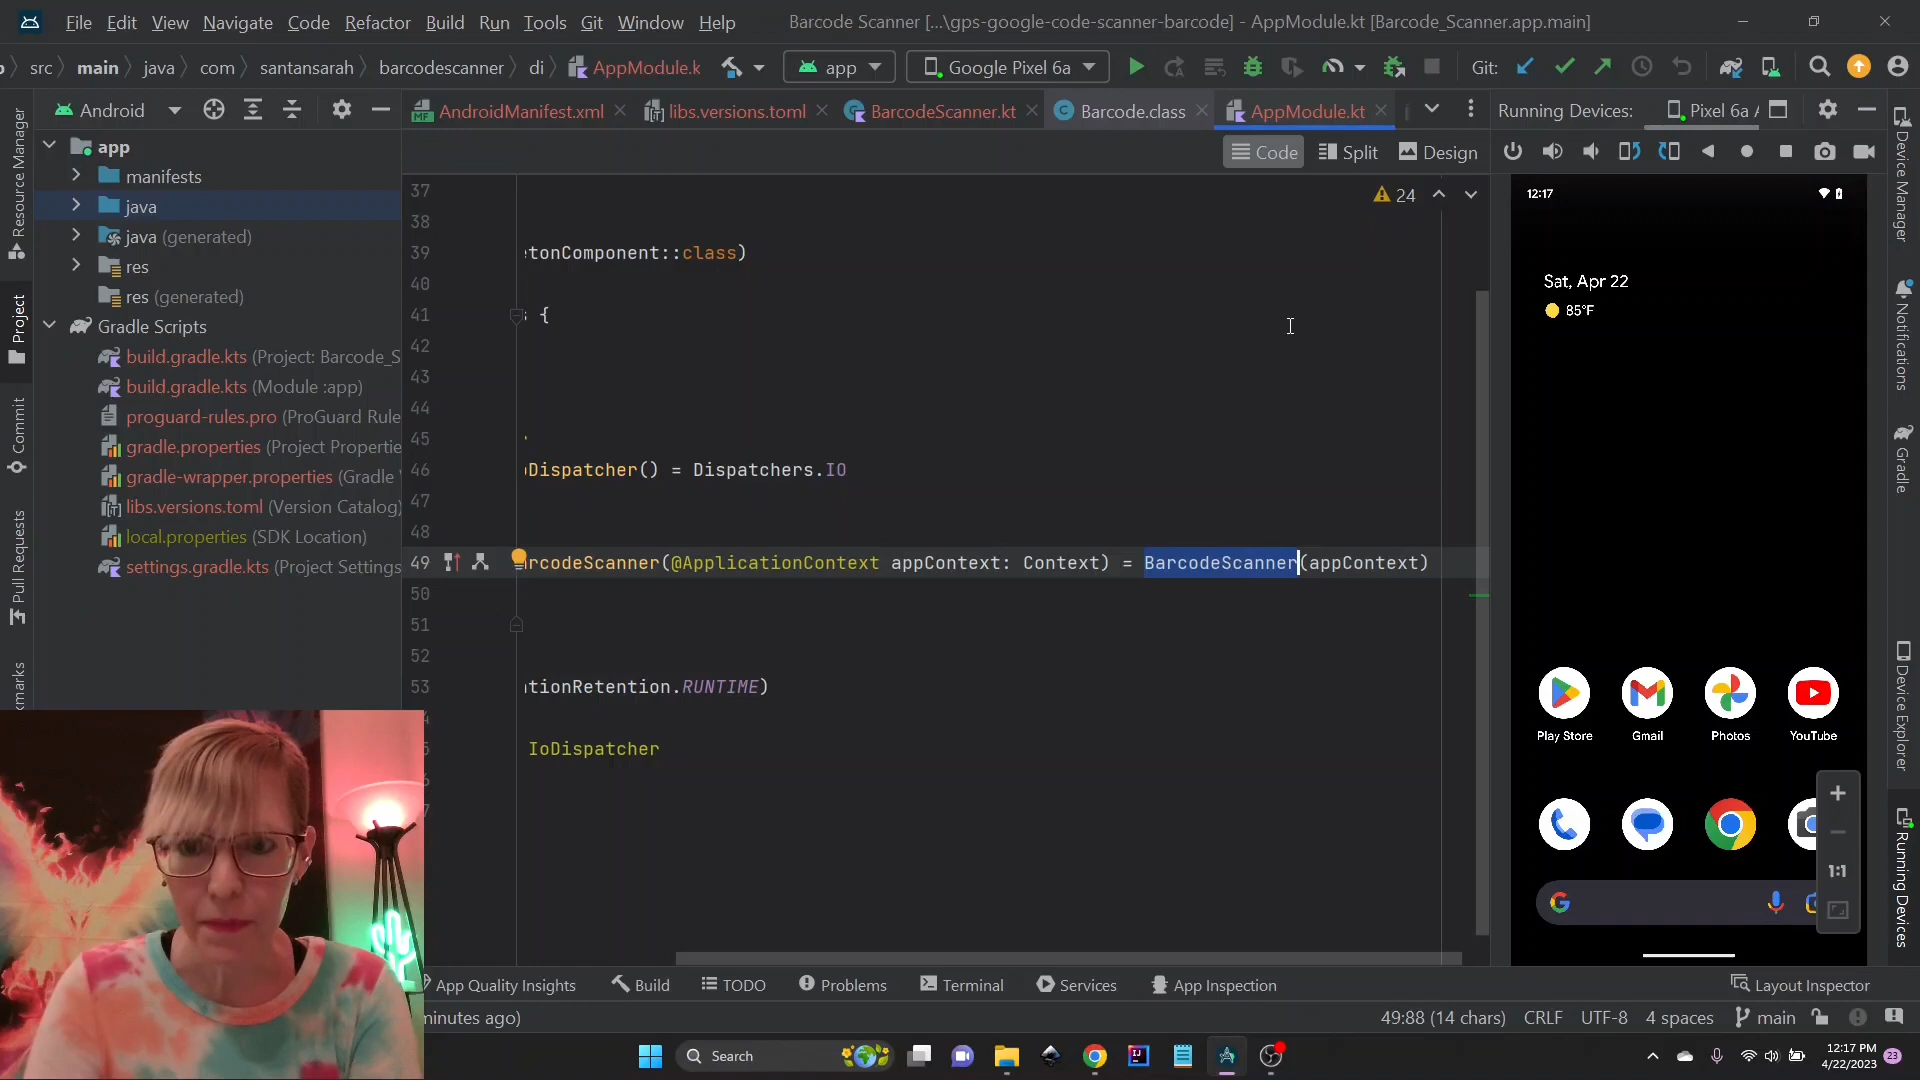 File Edit View Navigate Code Refactor Build Run Tools Git Window Help Barcode Scanner [...\gps-google-code-scanner-barcode] - AppModule.kt [Barcode_Scanner.app.main]
src main java com santansarah barcodescanner di AppModule.k app Google Pixel 6a Git:
Android AndroidManifest.xml libs.versions.toml BarcodeScanner.kt Barcode.class AppModule.kt Running Devices: Pixel 6a A
Code Split Design
app
manifests
java
java (generated)
res
res (generated)
Gradle Scripts
build.gradle.kts (Project: Barcode_S
build.gradle.kts (Module :app)
proguard-rules.pro (ProGuard Rule
gradle.properties (Project Propertie
gradle-wrapper.properties (Gradle
libs.versions.toml (Version Catalog)
local.properties (SDK Location)
settings.gradle.kts (Project Settings
Resource Manager
Project
Commit
Pull Requests
24
37
38
39 etonComponent::class)
40
41 {
42
43
44
45
46 Dispatcher() = Dispatchers.IO
47
48
49 arcodeScanner(@ApplicationContext appContext: Context) = BarcodeScanner(appContext)
50
51
52
53 ationRetention.RUNTIME)
IoDispatcher
12:17
Sat, Apr 22
85°F
Play Store Gmail Photos YouTube
1:1
Device Manager
Notifications
Gradle
Device Explorer
Running Devices
App Quality Insights Build TODO Problems Terminal Services App Inspection Layout Inspector
minutes ago) 49:88 (14 chars) CRLF UTF-8 4 spaces main
Search 12:17 PM
4/22/2023 23